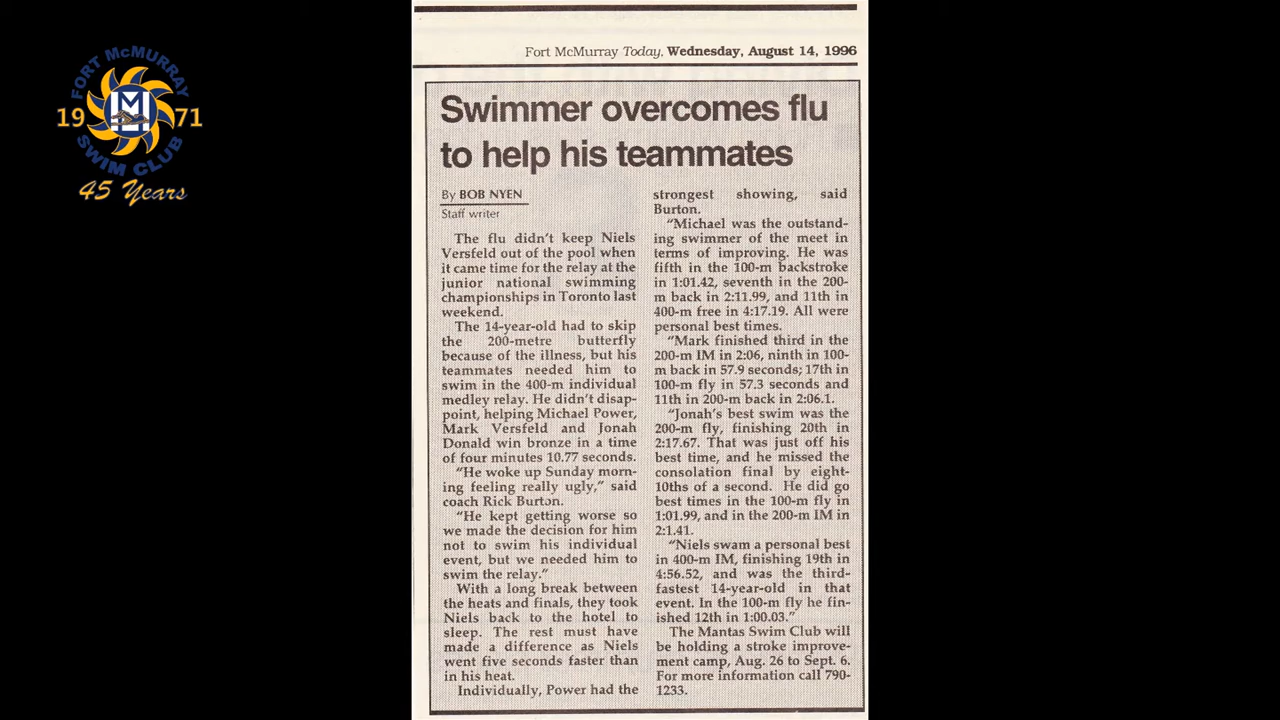 FORT McMURRAY
19 71
SWIM CLUB
45 Years
Fort McMurray Today, Wednesday, August 14, 1996
Swimmer overcomes flu
to help his teammates
By BOB NYEN
Staff writer
The flu didn't keep Niels
Versfeld out of the pool when
it came time for the relay at the
junior national swimming
championships in Toronto last
weekend.
The 14-year-old had to skip
the 200-metre butterfly
because of the illness, but his
teammates needed him to
swim in the 400-m individual
medley relay. He didn't disap-
point, helping Michael Power,
Mark Versfeld and Jonah
Donald win bronze in a time
of four minutes 10.77 seconds.
"He woke up Sunday morn-
ing feeling really ugly," said
coach Rick Burton.
"He kept getting worse so
we made the decision for him
not to swim his individual
event, but we needed him to
swim the relay."
With a long break between
the heats and finals, they took
Niels back to the hotel to
sleep. The rest must have
made a difference as Niels
went five seconds faster than
in his heat.
Individually, Power had the
strongest showing, said
Burton.
"Michael was the outstand-
ing swimmer of the meet in
terms of improving. He was
fifth in the 100-m backstroke
in 1:01.42, seventh in the 200-
m back in 2:11.99, and 11th in
400-m free in 4:17.19. All were
personal best times.
"Mark finished third in the
200-m IM in 2:06, ninth in 100-
m back in 57.9 seconds; 17th in
100-m fly in 57.3 seconds and
11th in 200-m back in 2:06.1.
"Jonah's best swim was the
200-m fly, finishing 20th in
2:17.67. That was just off his
best time, and he missed the
consolation final by eight-
10ths of a second. He did go
best times in the 100-m fly in
1:01.99, and in the 200-m IM in
2:1.41.
"Niels swam a personal best
in 400-m IM, finishing 19th in
4:56.52, and was the third-
fastest 14-year-old in that
event. In the 100-m fly he fin-
ished 12th in 1:00.03."
The Mantas Swim Club will
be holding a stroke improve-
ment camp, Aug. 26 to Sept. 6.
For more information call 790-
1233.